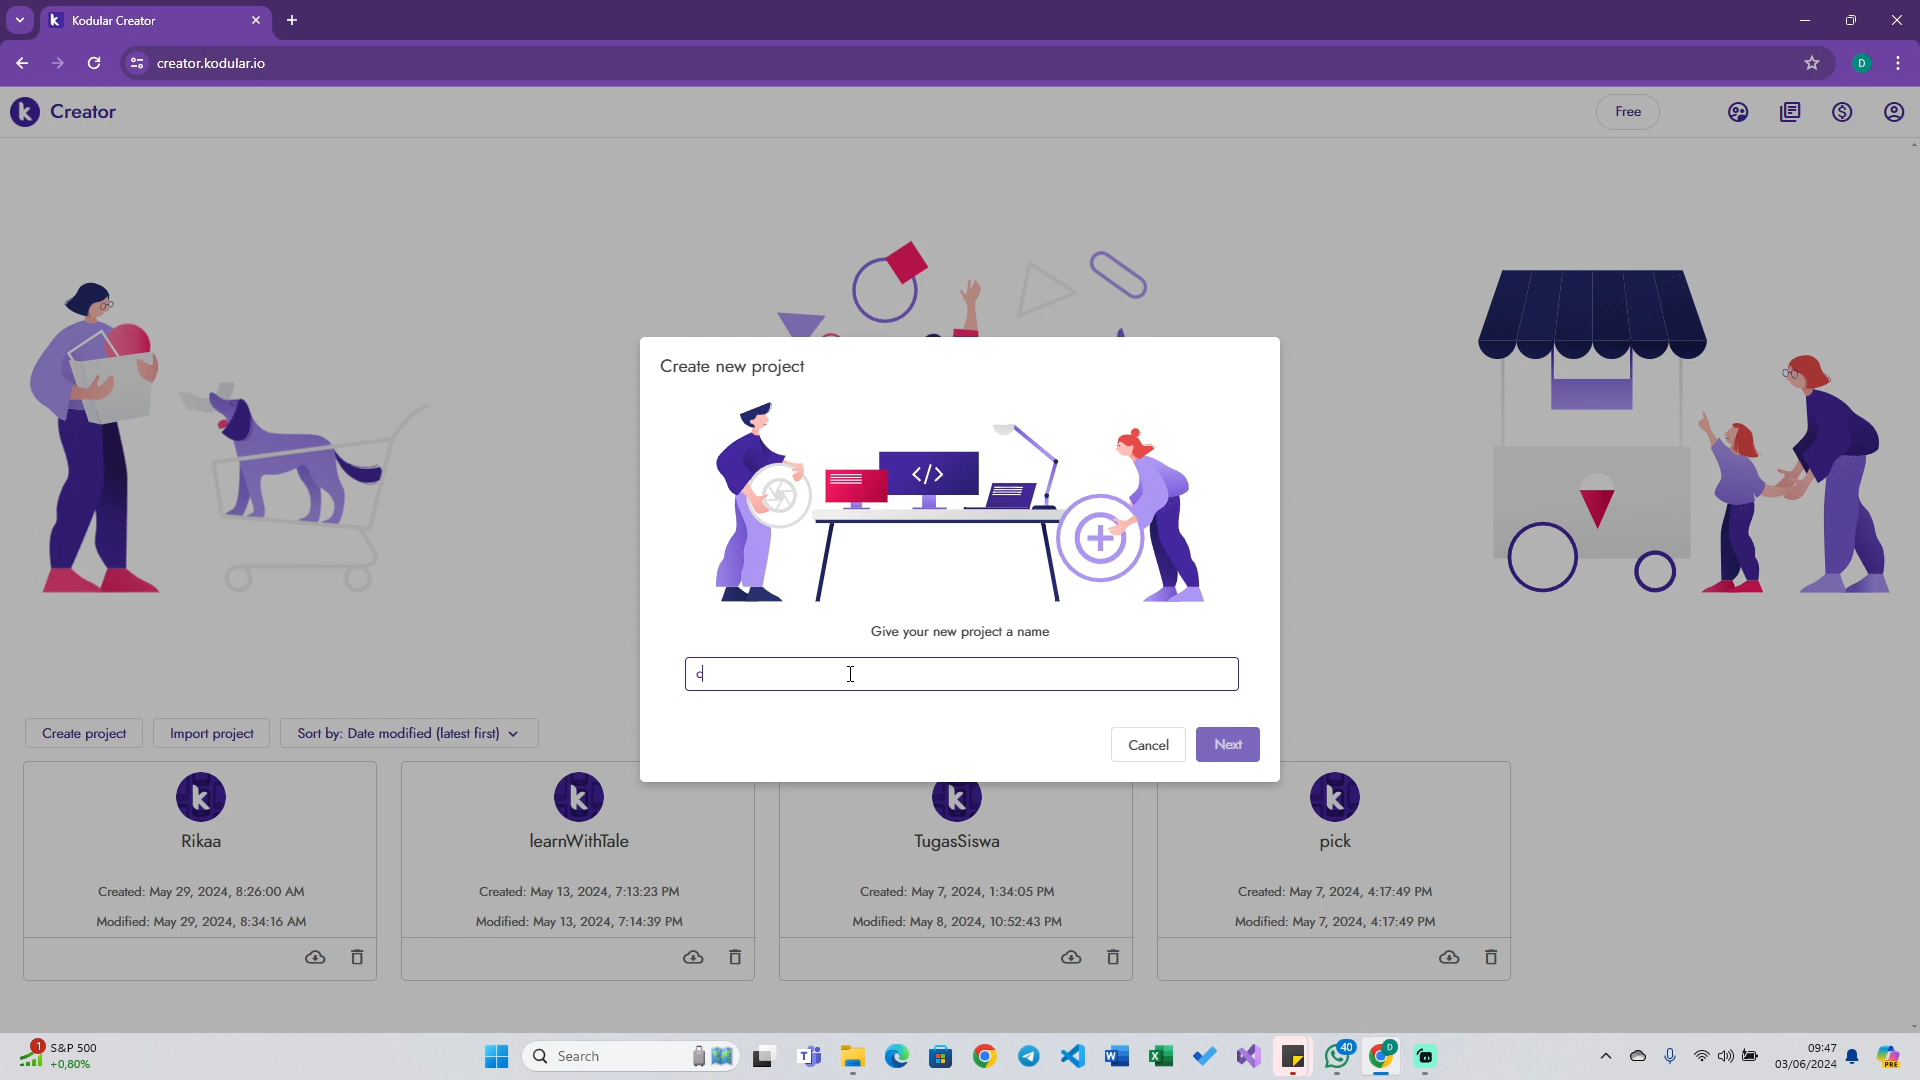 Kodular Creator
creator.kodular.io
D
k Creator
Free
Create new project
</>
Give your new project a name
c
Cancel
Next
Create project
Import project
Sort by: Date modified (latest first)
k
k
k
k
Rikaa
learnWithTale
TugasSiswa
pick
Created: May 29, 2024, 8:26:00 AM
Created: May 13, 2024, 7:13:23 PM
Created: May 7, 2024, 1:34:05 PM
Created: May 7, 2024, 4:17:49 PM
Modified: May 29, 2024, 8:34:16 AM
Modified: May 13, 2024, 7:14:39 PM
Modified: May 8, 2024, 10:52:43 PM
Modified: May 7, 2024, 4:17:49 PM
1
S&P 500
+0,80%
Search
40
D
09:47
03/06/2024
PRE